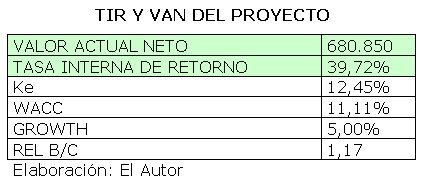 TIR Y VAN DEL PROYECTO
VALOR ACTUAL NETO 680.850
TASA INTERNA DE RETORNO 39,72%
Ke 12,45%
WACC 11,11%
GROWTH 5,00%
REL B/C 1,17
Elaboración: El Autor